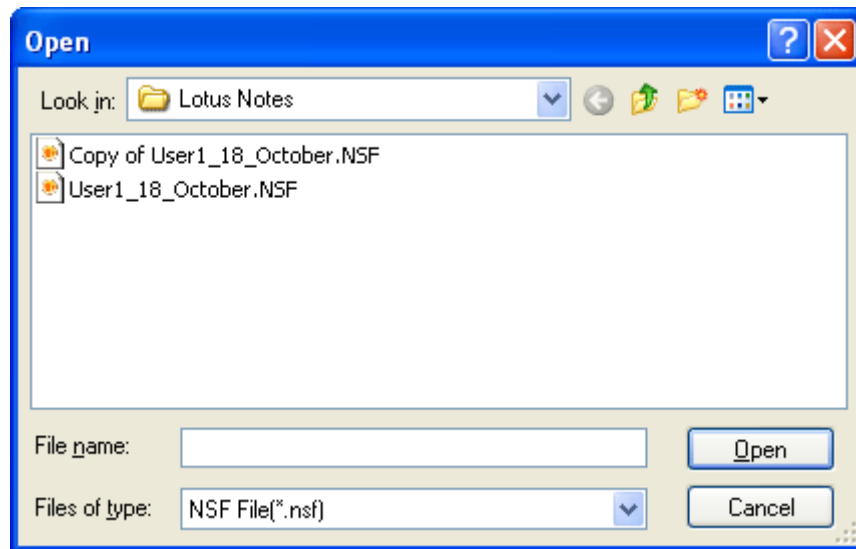 Open
Look in: Lotus Notes
Copy of User1_18_October.NSF
User1_18_October.NSF
File name: Open
Files of type: NSF File(*.nsf) Cancel